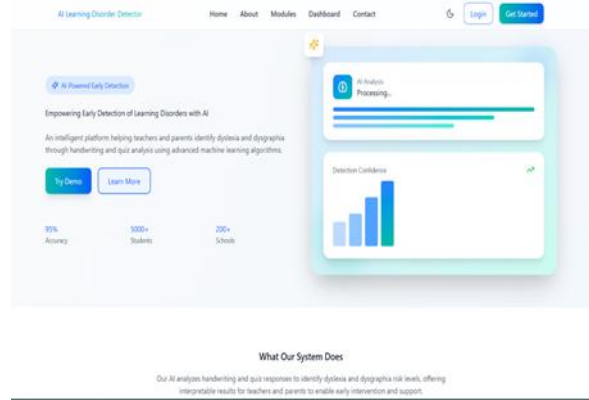 AI Learning Disorder Detector
Home About Modules Dashboard Contact
Login
Get Started
AI-Powered Early Detection
Empowering Early Detection of Learning Disorders with AI
An intelligent platform helping teachers and parents identify dyslexia and dysgraphia
through handwriting and quiz analysis using advanced machine learning algorithms.
Try Demo
Learn More
95%
Accuracy
5000+
Students
200+
Schools
AI Analysis
Processing...
Detection Confidence
What Our System Does
Our AI analyzes handwriting and quiz responses to identify dyslexia and dysgraphia risk levels, offering
interpretable results for teachers and parents to enable early intervention and support.